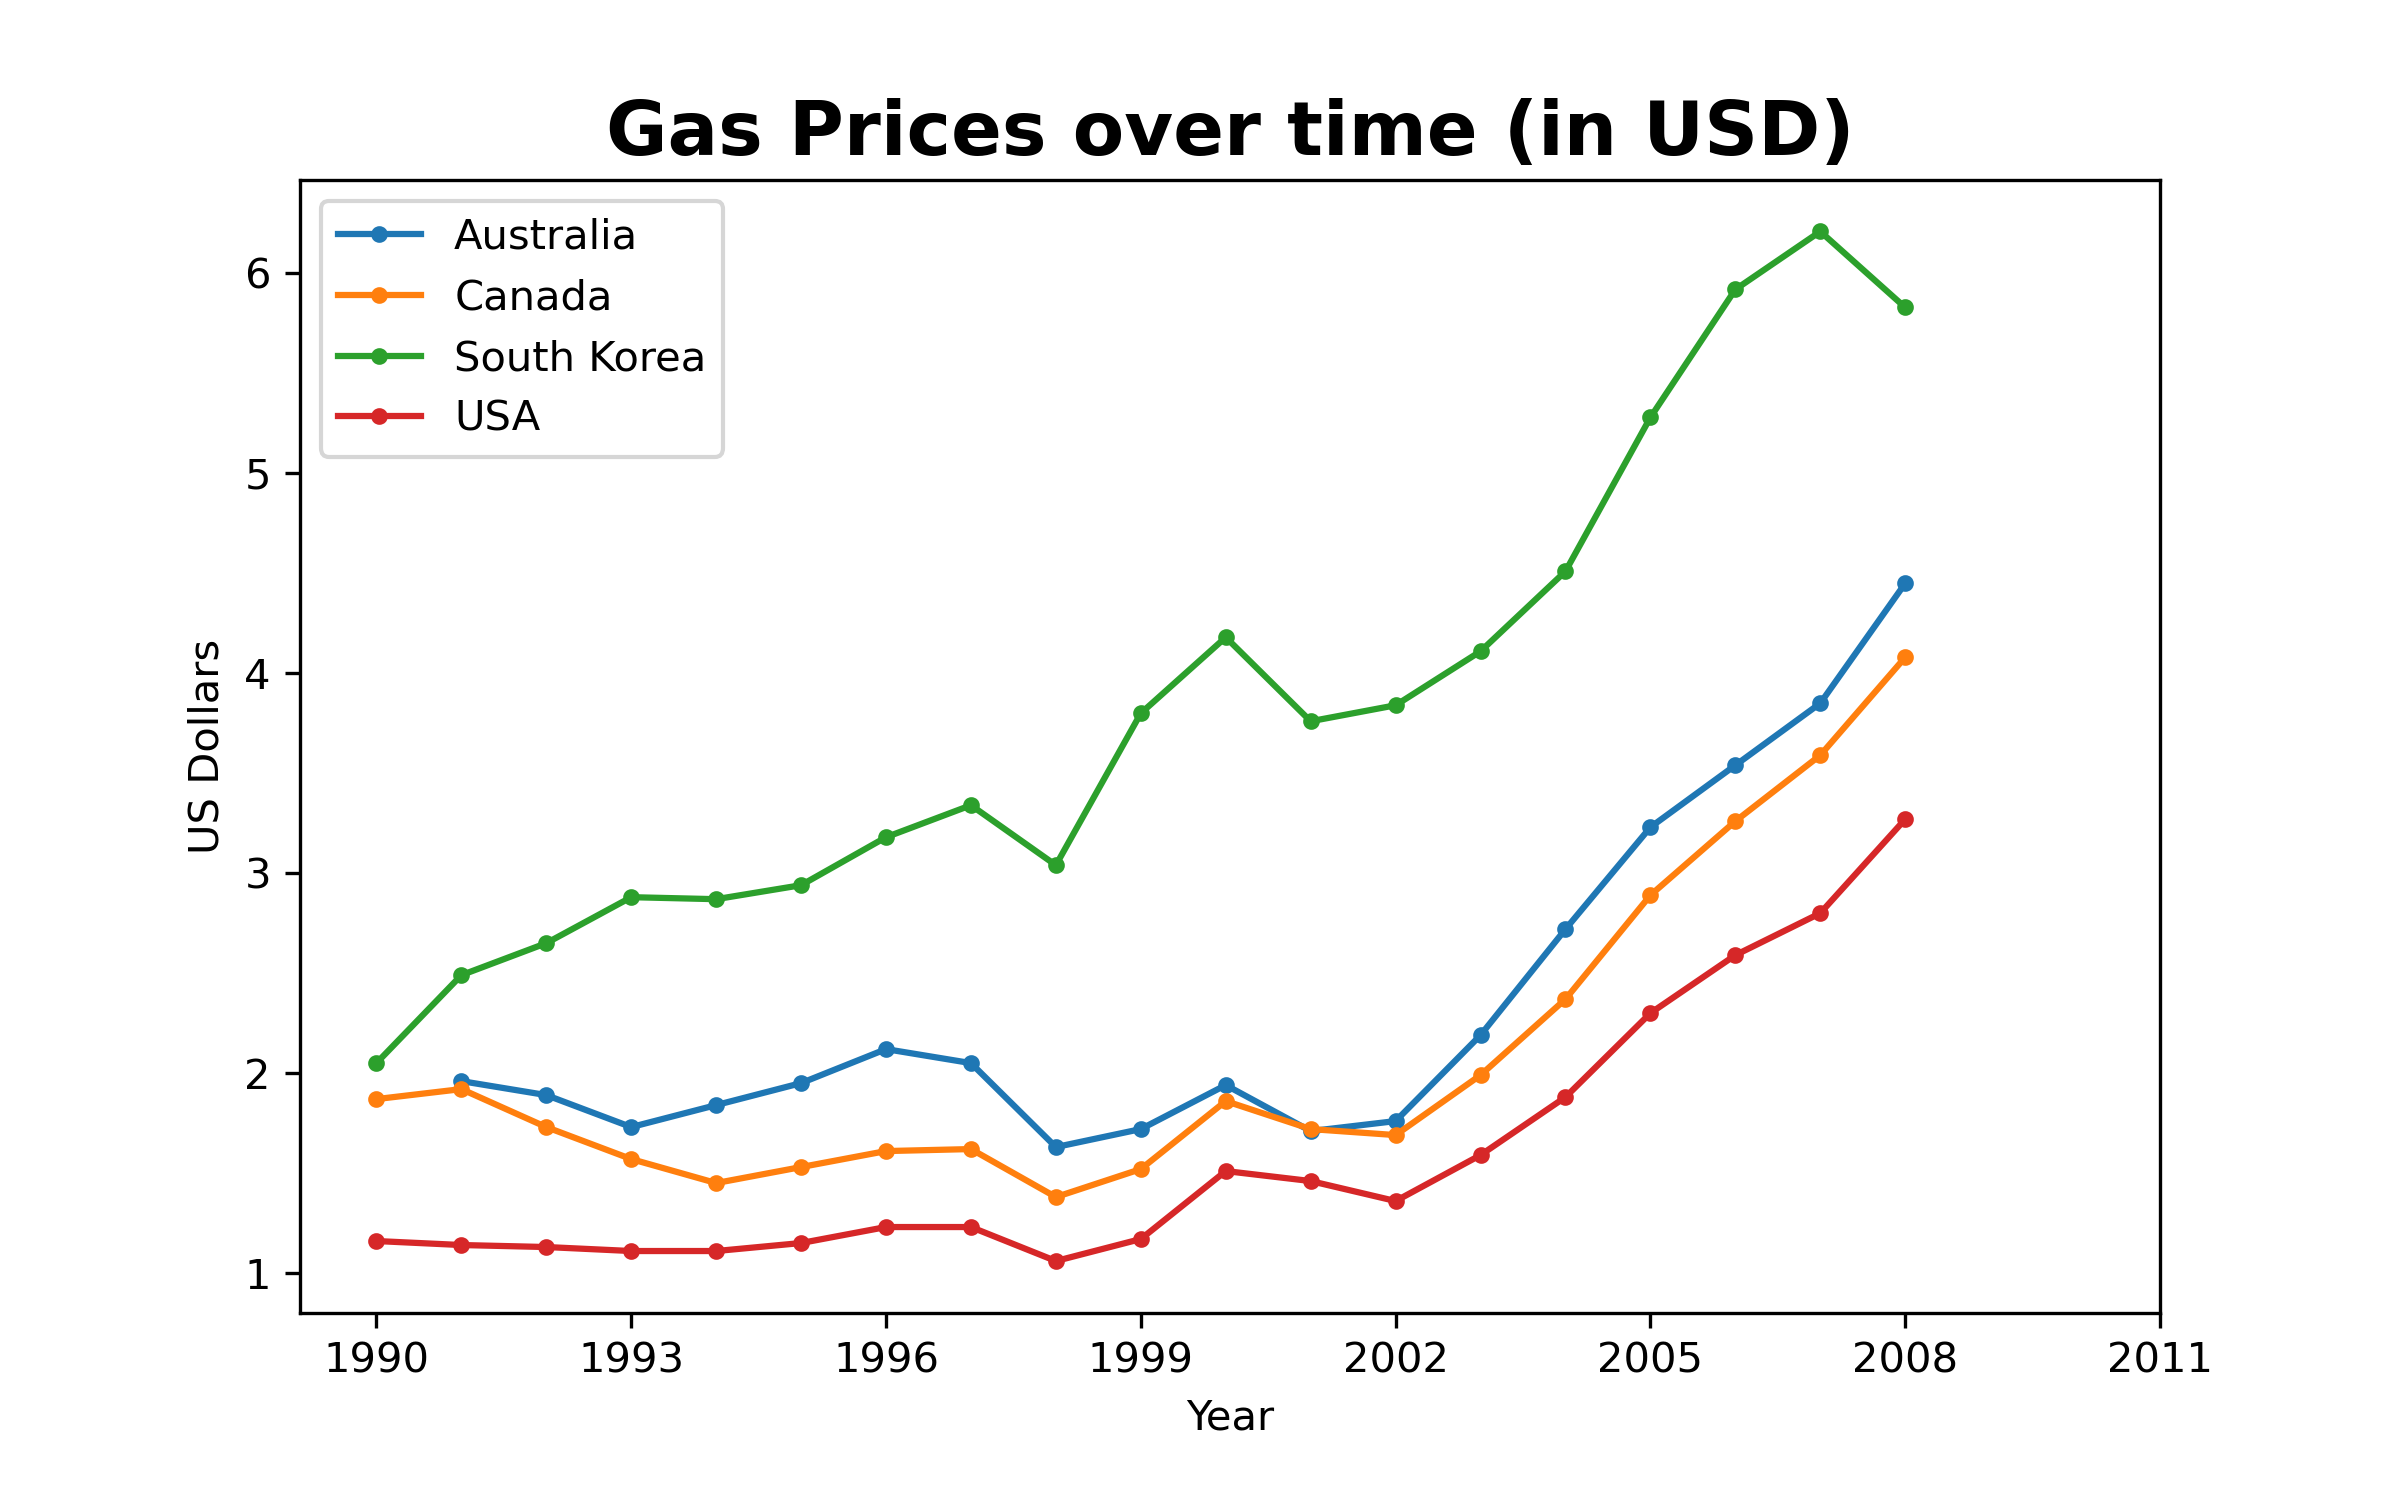 Gas Prices over time (in USD)
Australia
Canada
South Korea
USA
6
5
4
3
2
1
US Dollars
1990 1993 1996 1999 2002 2005 2008 2011
Year